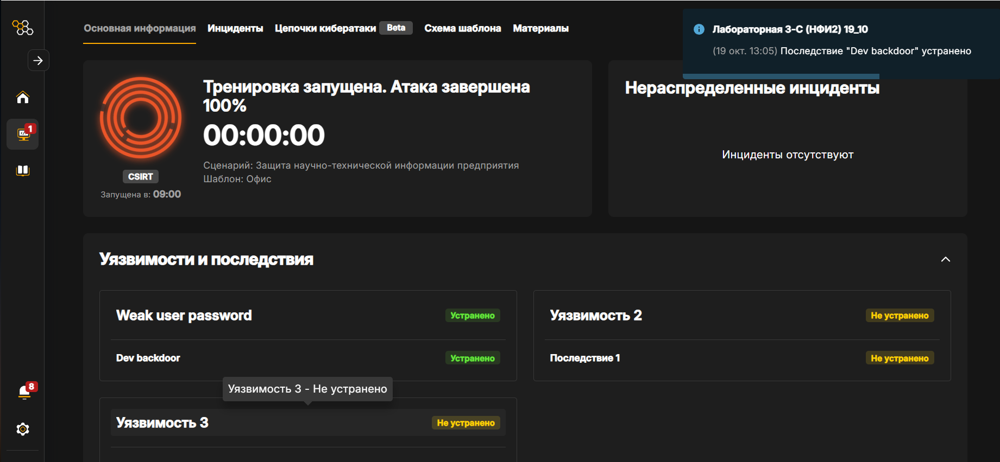 Основная информация
Инциденты
Цепочки кибератаки Beta
Схема шаблона
Материалы
Лабораторная 3-С (НФИ2) 19_10
(19 окт. 13:05) Последствие "Dev backdoor" устранено
1
8
Тренировка запущена. Атака завершена
100%
00:00:00
Сценарий: Защита научно-технической информации предприятия
Шаблон: Офис
CSIRT
Запущена в: 09:00
Нераспределенные инциденты
Инциденты отсутствуют
Уязвимости и последствия
Weak user password Устранено
Dev backdoor Устранено
Уязвимость 2 Не устранено
Последствие 1 Не устранено
Уязвимость 3 - Не устранено
Уязвимость 3 Не устранено